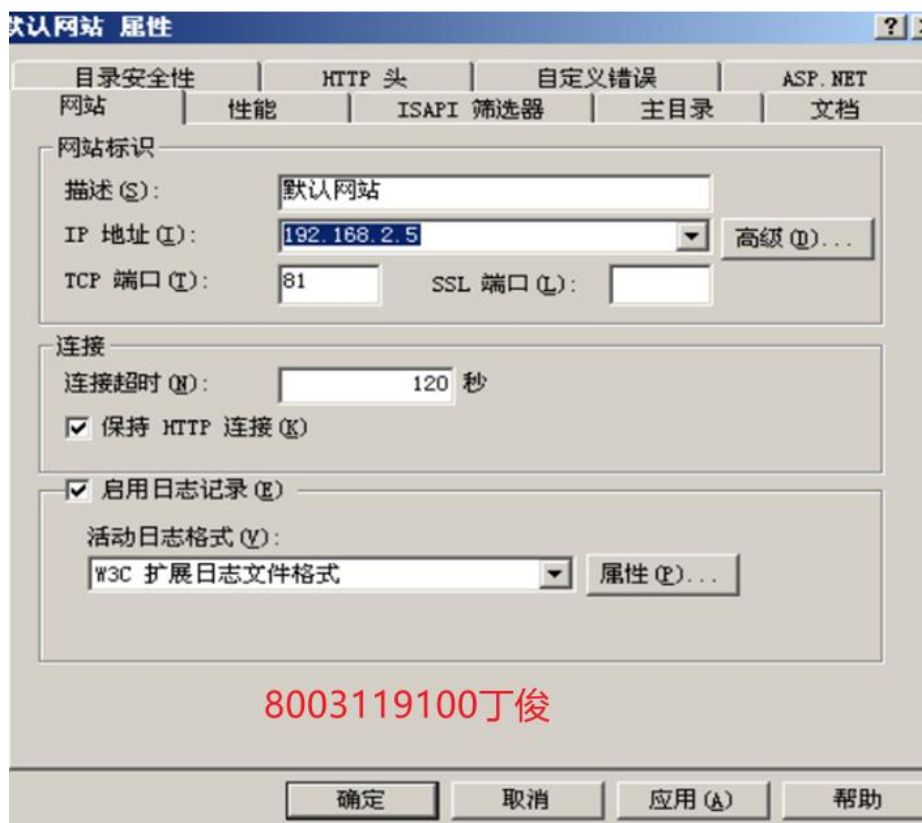 默认网站 属性
目录安全性 HTTP 头 自定义错误 ASP.NET
网站 性能 ISAPI 筛选器 主目录 文档
网站标识
描述(S): 默认网站
IP 地址(I): 192.168.2.5 高级(D)...
TCP 端口(T): 81 SSL 端口(L):
连接
连接超时(N): 120 秒
保持 HTTP 连接(K)
启用日志记录(E)
活动日志格式(V):
W3C 扩展日志文件格式 属性(P)...
8003119100丁俊
确定 取消 应用(A) 帮助